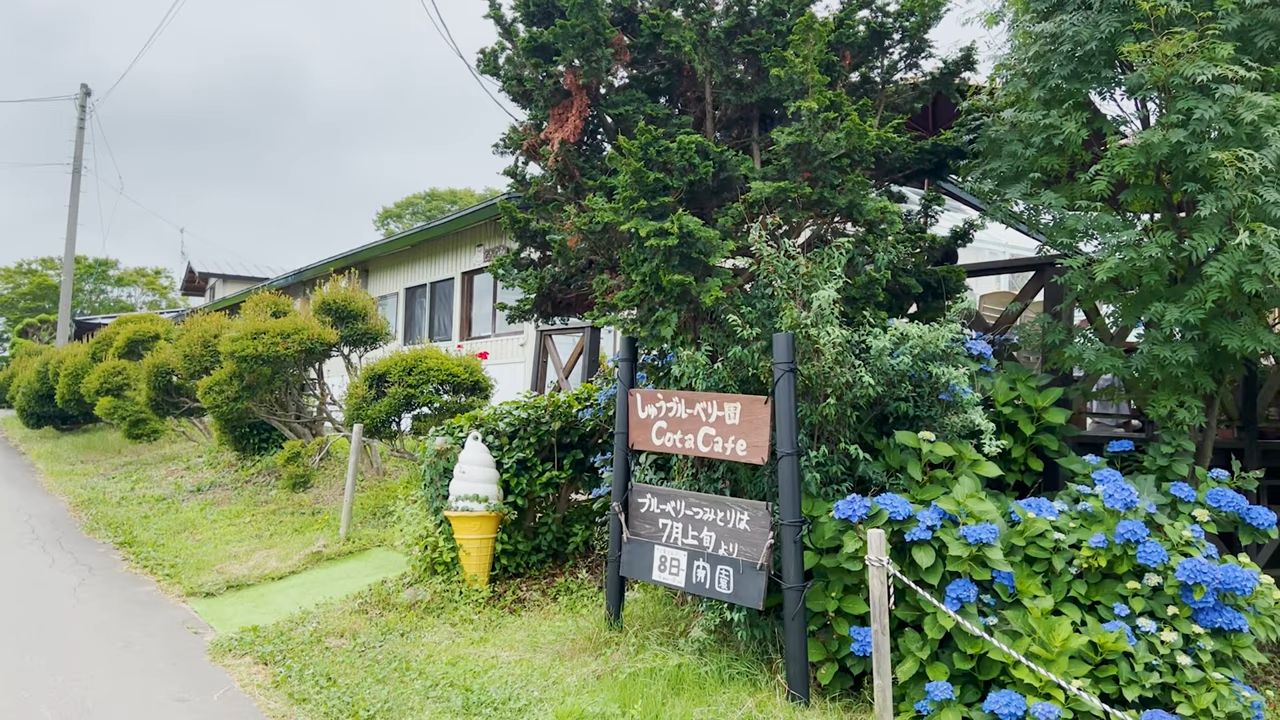 しゅうブルーベリー園
Cota Cafe
ブルーベリーつみとりは
7月上旬より
8日
開園